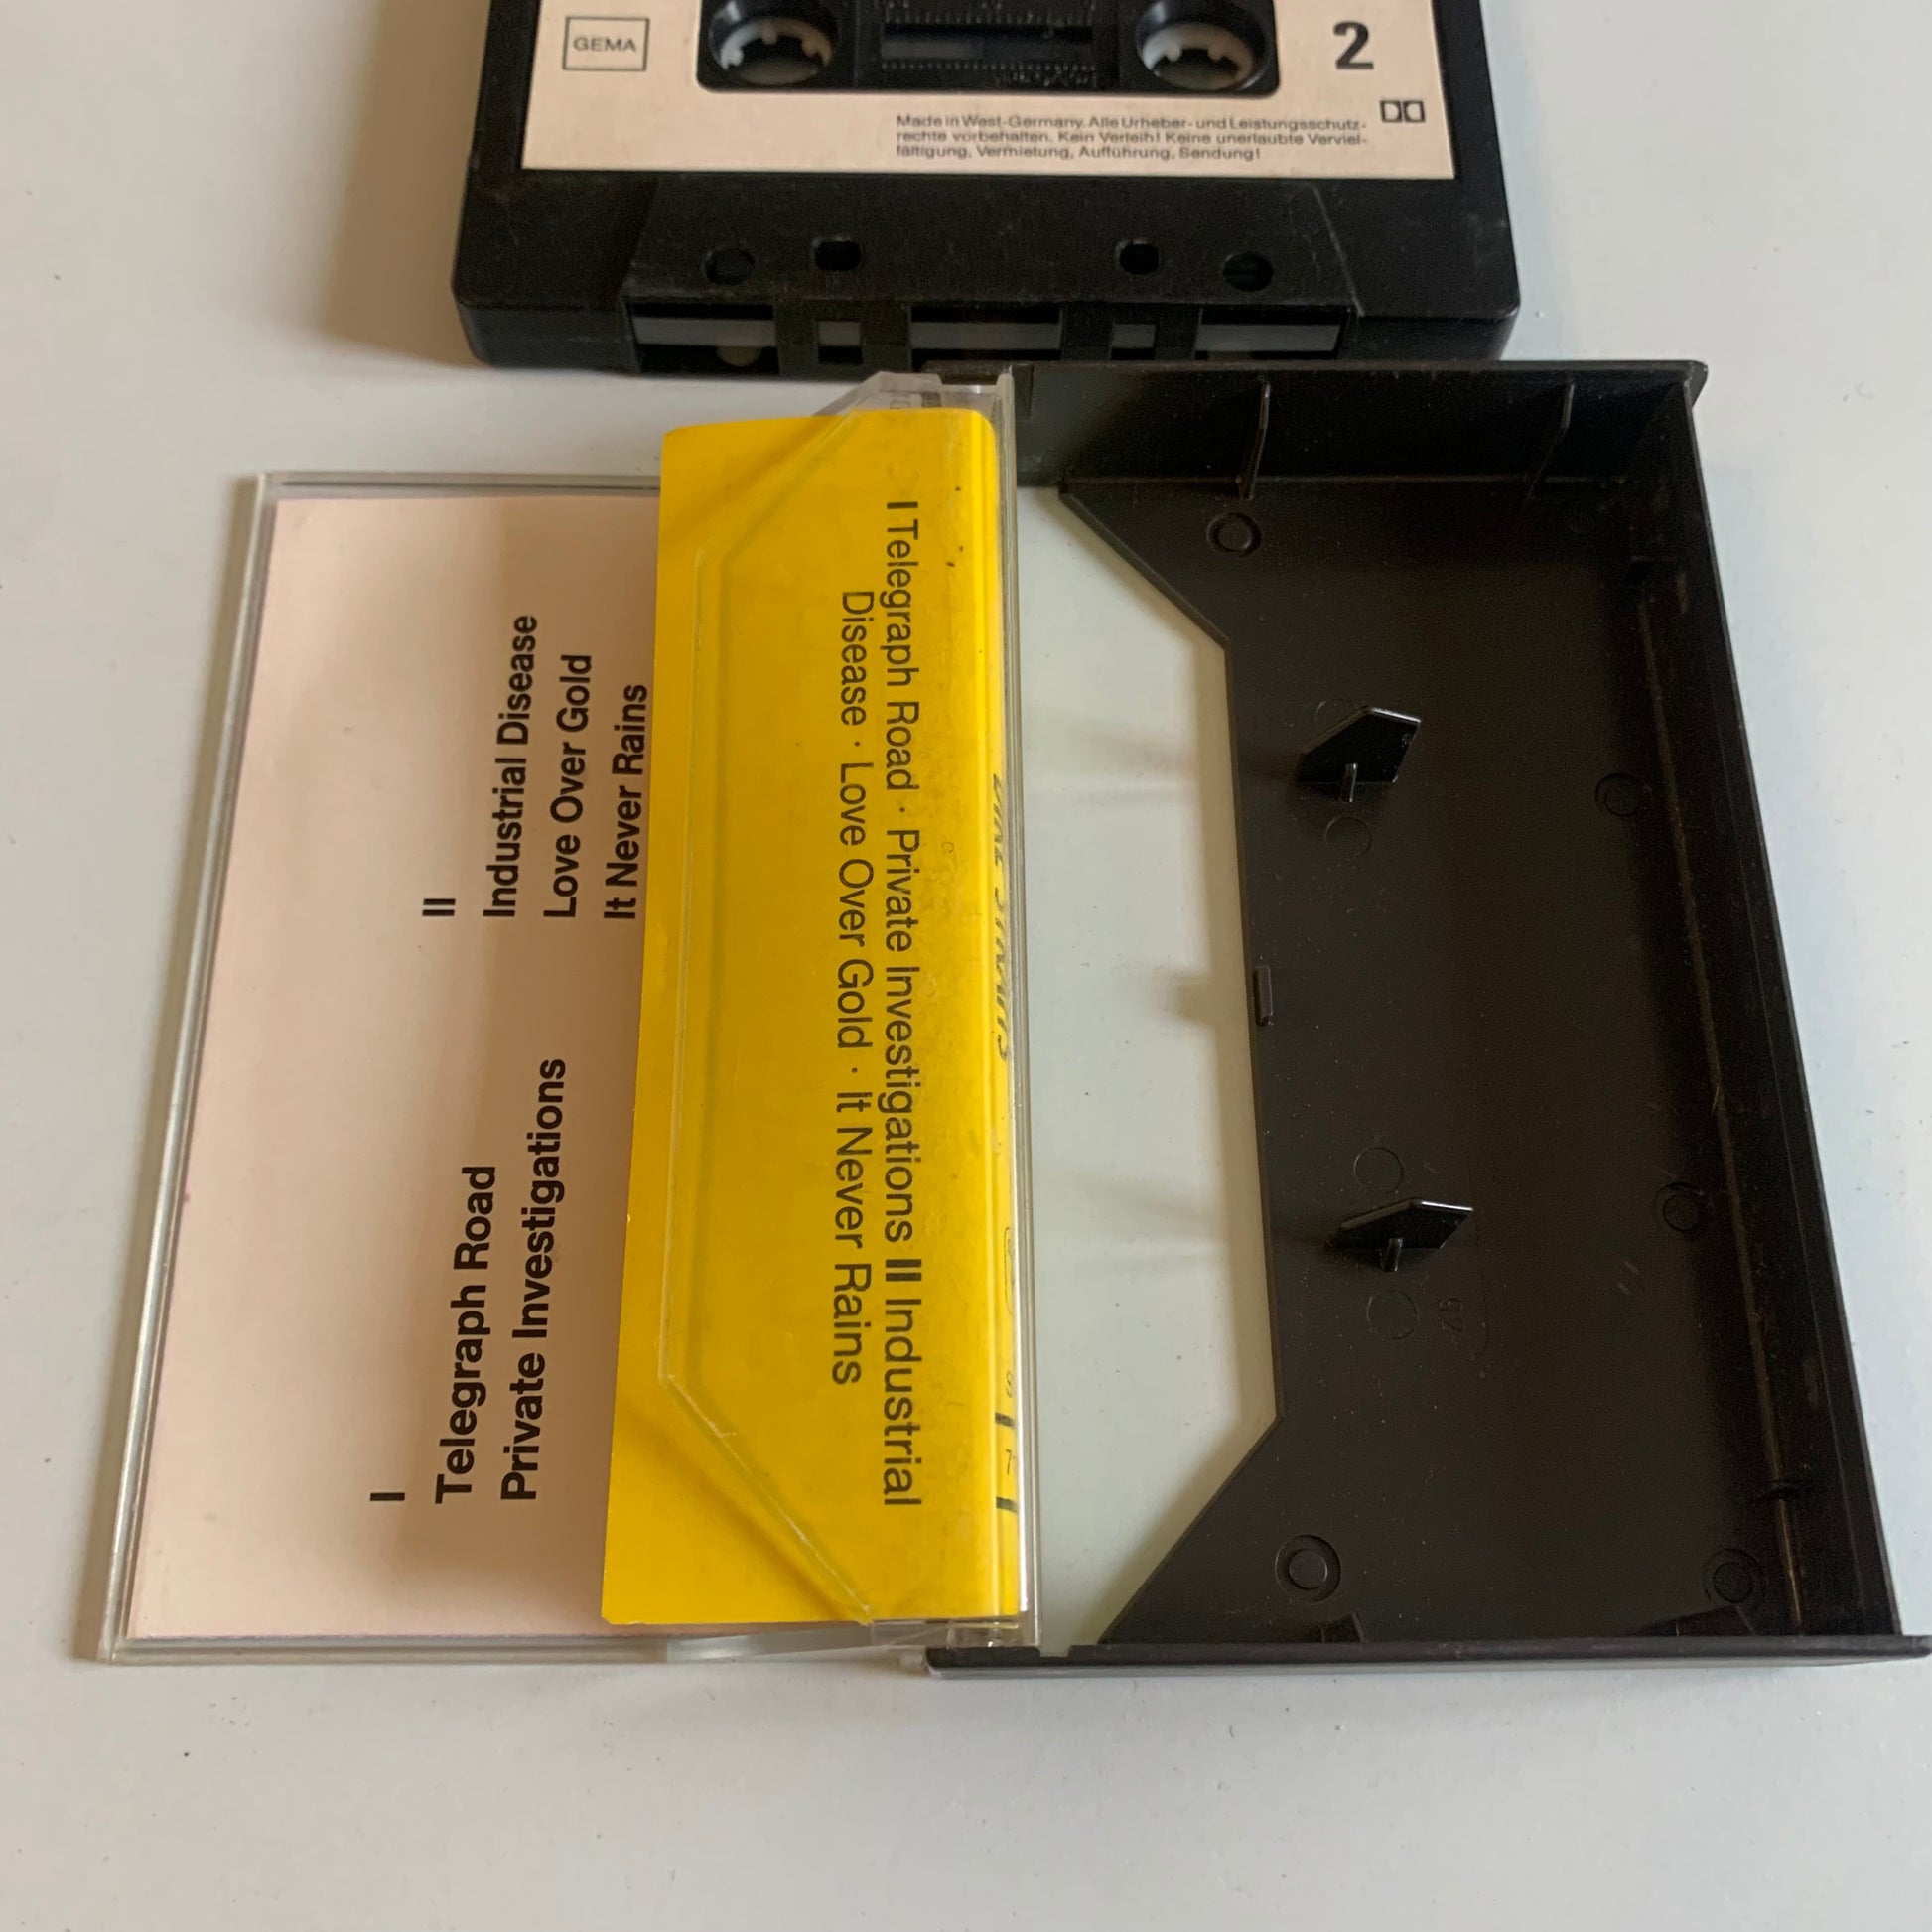 GEMA
2
Made in West-Germany. Alle Urheber- und Leistungsschutz-
rechte vorbehalten. Kein Verleih! Keine unerlaubte Verviel-
fältigung, Vermietung, Aufführung, Sendung!
I
Telegraph Road
Private Investigations
II
Industrial Disease
Love Over Gold
It Never Rains
I Telegraph Road · Private Investigations II Industrial
Disease · Love Over Gold · It Never Rains
DIRE STRAITS